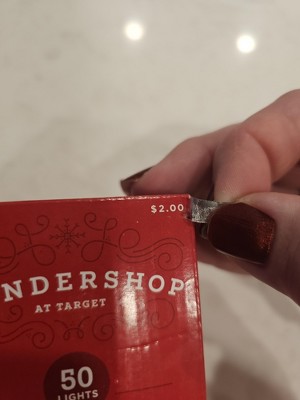 $2.00
NDERSHOP
AT TARGET
50
LIGHTS